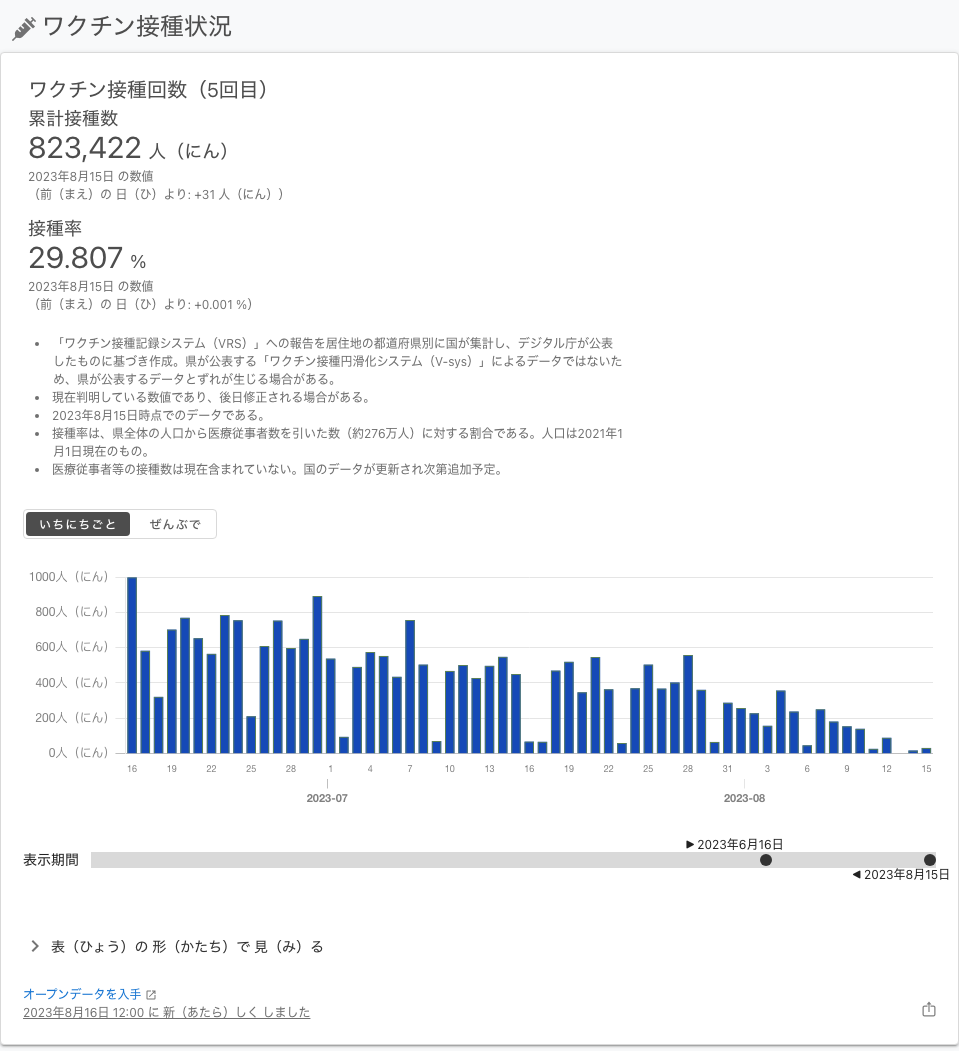 ワクチン接種状況
ワクチン接種回数（5回目）
累計接種数
823,422 人（にん）
2023年8月15日 の数値
（前（まえ）の 日（ひ）より: +31 人（にん））
接種率
29.807 %
2023年8月15日 の数値
（前（まえ）の 日（ひ）より: +0.001 %）
• 「ワクチン接種記録システム（VRS）」への報告を居住地の都道府県別に国が集計し、デジタル庁が公表
したものに基づき作成。県が公表する「ワクチン接種円滑化システム（V-sys）」によるデータではないた
め、県が公表するデータとずれが生じる場合がある。
• 現在判明している数値であり、後日修正される場合がある。
• 2023年8月15日時点でのデータである。
• 接種率は、県全体の人口から医療従事者数を引いた数（約276万人）に対する割合である。人口は2021年1
月1日現在のもの。
• 医療従事者等の接種数は現在含まれていない。国のデータが更新され次第追加予定。
いちにちごと ぜんぶで
1000人（にん）
800人（にん）
600人（にん）
400人（にん）
200人（にん）
0人（にん）
16 19 22 25 28 1 4 7 10 13 16 19 22 25 28 31 3 6 9 12 15
2023-07 2023-08
▶ 2023年6月16日
表示期間
◀ 2023年8月15日
表（ひょう）の 形（かたち）で 見（み）る
オープンデータを入手
2023年8月16日 12:00 に 新（あたら）しく しました